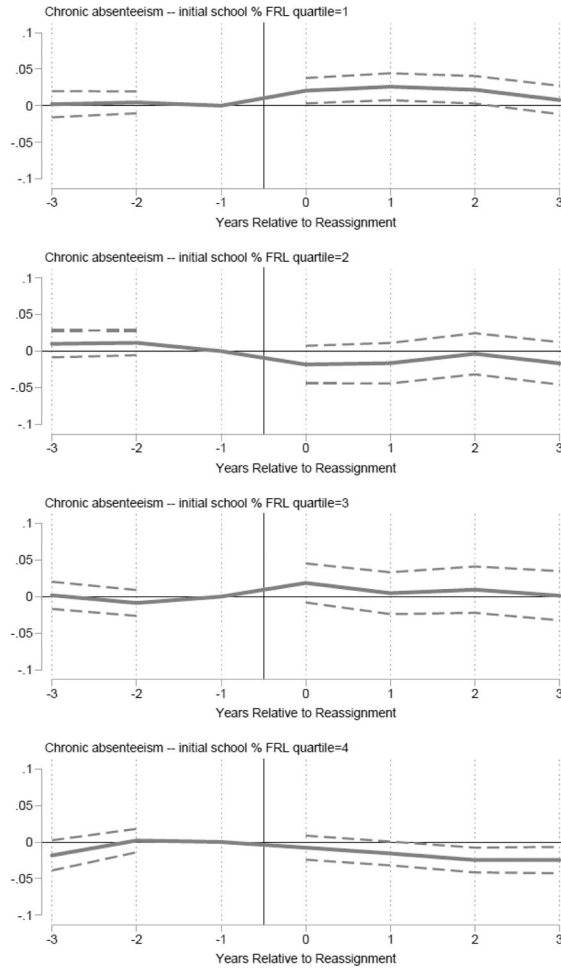 Chronic absenteeism -- initial school % FRL quartile=1
.1
.05
0
-.05
-.1
-3 -2 -1 0 1 2 3
Years Relative to Reassignment
Chronic absenteeism -- initial school % FRL quartile=2
.1
.05
0
-.05
-.1
-3 -2 -1 0 1 2 3
Years Relative to Reassignment
Chronic absenteeism -- initial school % FRL quartile=3
.1
.05
0
-.05
-.1
-3 -2 -1 0 1 2 3
Years Relative to Reassignment
Chronic absenteeism -- initial school % FRL quartile=4
.1
.05
0
-.05
-.1
-3 -2 -1 0 1 2 3
Years Relative to Reassignment